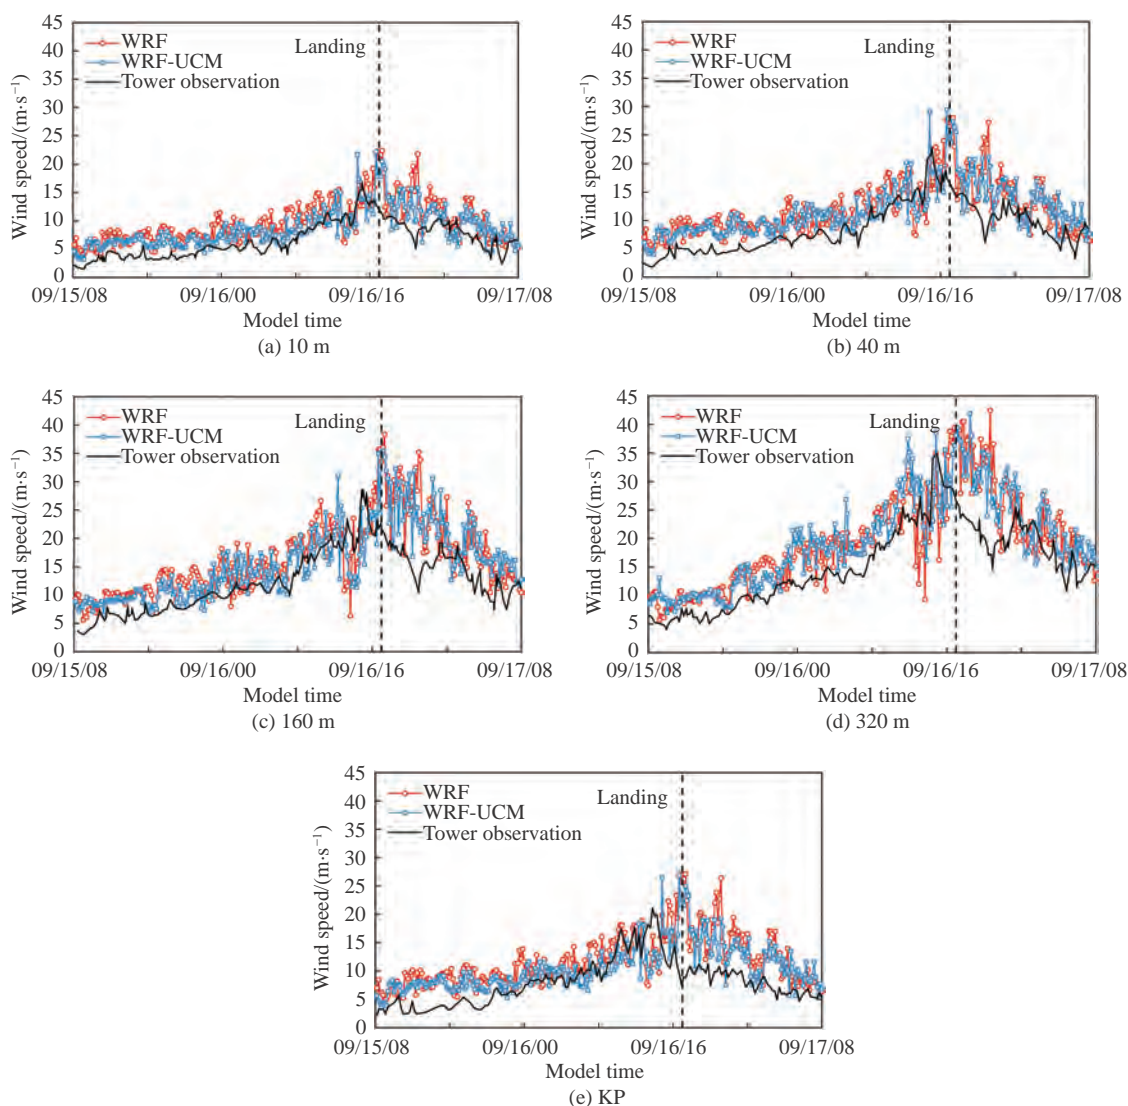 45
40
35
30
25
20
15
10
5
0
Wind speed/(m·s⁻¹)
WRF
WRF-UCM
Tower observation
Landing
09/15/08 09/16/00 09/16/16 09/17/08
Model time
(a) 10 m
45
40
35
30
25
20
15
10
5
0
Wind speed/(m·s⁻¹)
WRF
WRF-UCM
Tower observation
Landing
09/15/08 09/16/00 09/16/16 09/17/08
Model time
(b) 40 m
45
40
35
30
25
20
15
10
5
0
Wind speed/(m·s⁻¹)
WRF
WRF-UCM
Tower observation
Landing
09/15/08 09/16/00 09/16/16 09/17/08
Model time
(c) 160 m
45
40
35
30
25
20
15
10
5
0
Wind speed/(m·s⁻¹)
WRF
WRF-UCM
Tower observation
Landing
09/15/08 09/16/00 09/16/16 09/17/08
Model time
(d) 320 m
45
40
35
30
25
20
15
10
5
0
Wind speed/(m·s⁻¹)
WRF
WRF-UCM
Tower observation
Landing
09/15/08 09/16/00 09/16/16 09/17/08
Model time
(e) KP